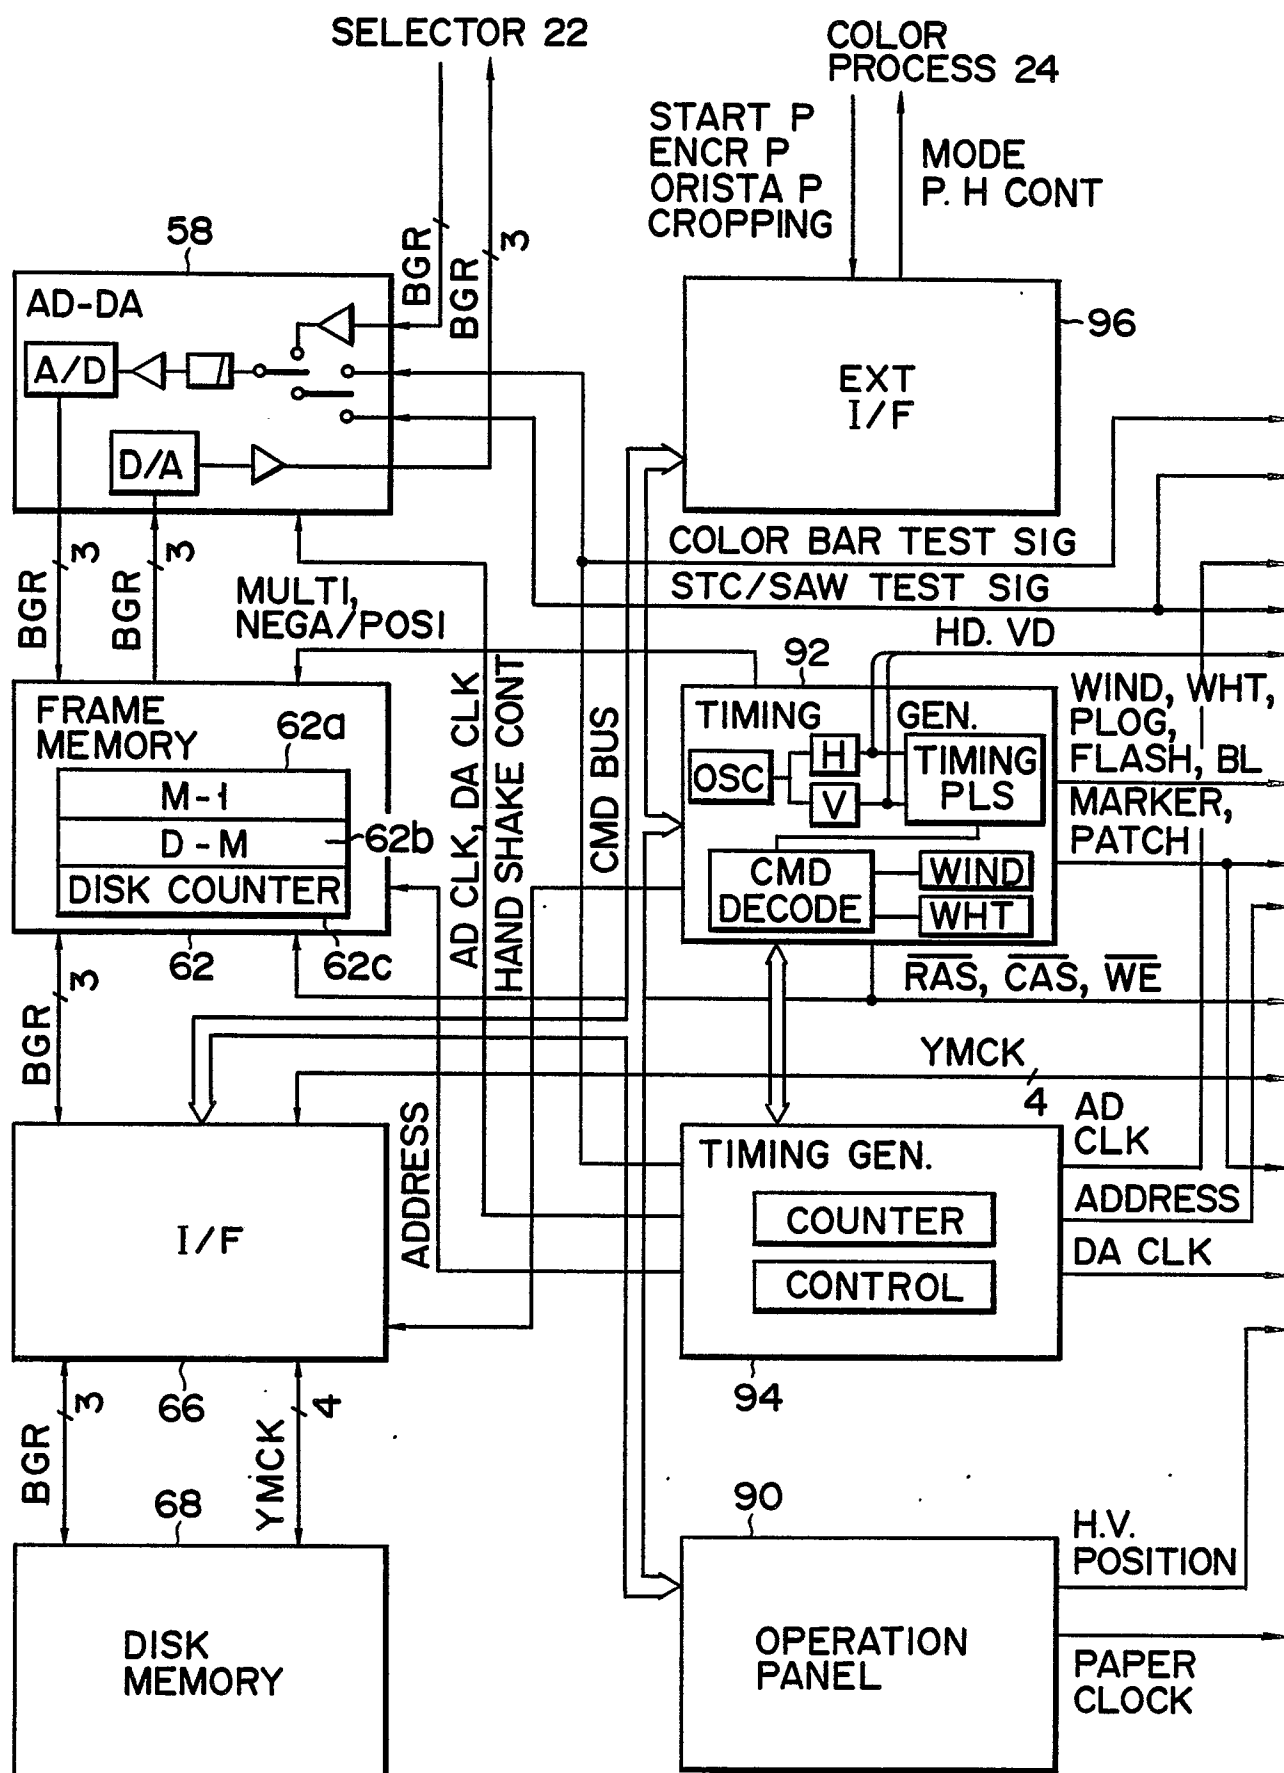 SELECTOR 22
COLOR
PROCESS 24
START P
ENCR P
ORISTA P
CROPPING
MODE
P. H CONT
58
AD-DA
A/D
D/A
BGR
BGR
3
96
EXT
I/F
BGR
3
BGR
3
COLOR BAR TEST SIG
STC/SAW TEST SIG
MULTI,
NEGA/POSI
HD. VD
92
FRAME
MEMORY
62a
M-1
D-M
62b
DISK COUNTER
62
62c
AD CLK, DA CLK
HAND SHAKE CONT
CMD BUS
TIMING GEN.
OSC
H
V
TIMING
PLS
CMD
DECODE
WIND
WHT
WIND, WHT,
PLOG,
FLASH, BL
MARKER,
PATCH
RAS, CAS, WE
BGR
3
YMCK
4
ADDRESS
I/F
66
TIMING GEN.
COUNTER
CONTROL
94
AD
CLK
ADDRESS
DA CLK
BGR
3
YMCK
4
68
DISK
MEMORY
90
OPERATION
PANEL
H.V.
POSITION
PAPER
CLOCK